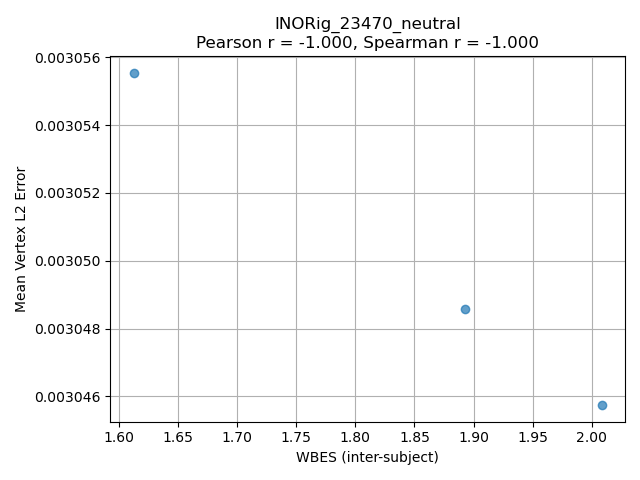 INORig_23470_neutral
Pearson r = -1.000, Spearman r = -1.000
0.003056
0.003054
0.003052
0.003050
0.003048
0.003046
Mean Vertex L2 Error
1.60 1.65 1.70 1.75 1.80 1.85 1.90 1.95 2.00
WBES (inter-subject)